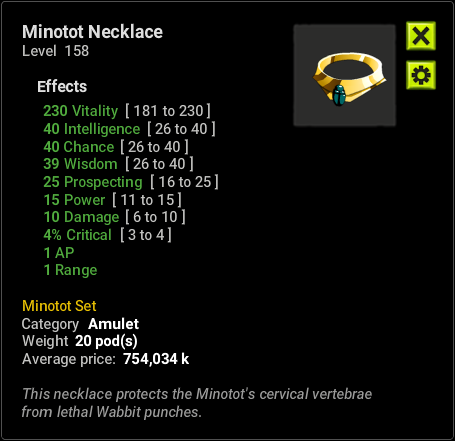 Minotot Necklace
Level 158
Effects
230 Vitality [ 181 to 230 ]
40 Intelligence [ 26 to 40 ]
40 Chance [ 26 to 40 ]
39 Wisdom [ 26 to 40 ]
25 Prospecting [ 16 to 25 ]
15 Power [ 11 to 15 ]
10 Damage [ 6 to 10 ]
4% Critical [ 3 to 4 ]
1 AP
1 Range
Minotot Set
Category Amulet
Weight 20 pod(s)
Average price: 754,034 k
This necklace protects the Minotot's cervical vertebrae
from lethal Wabbit punches.